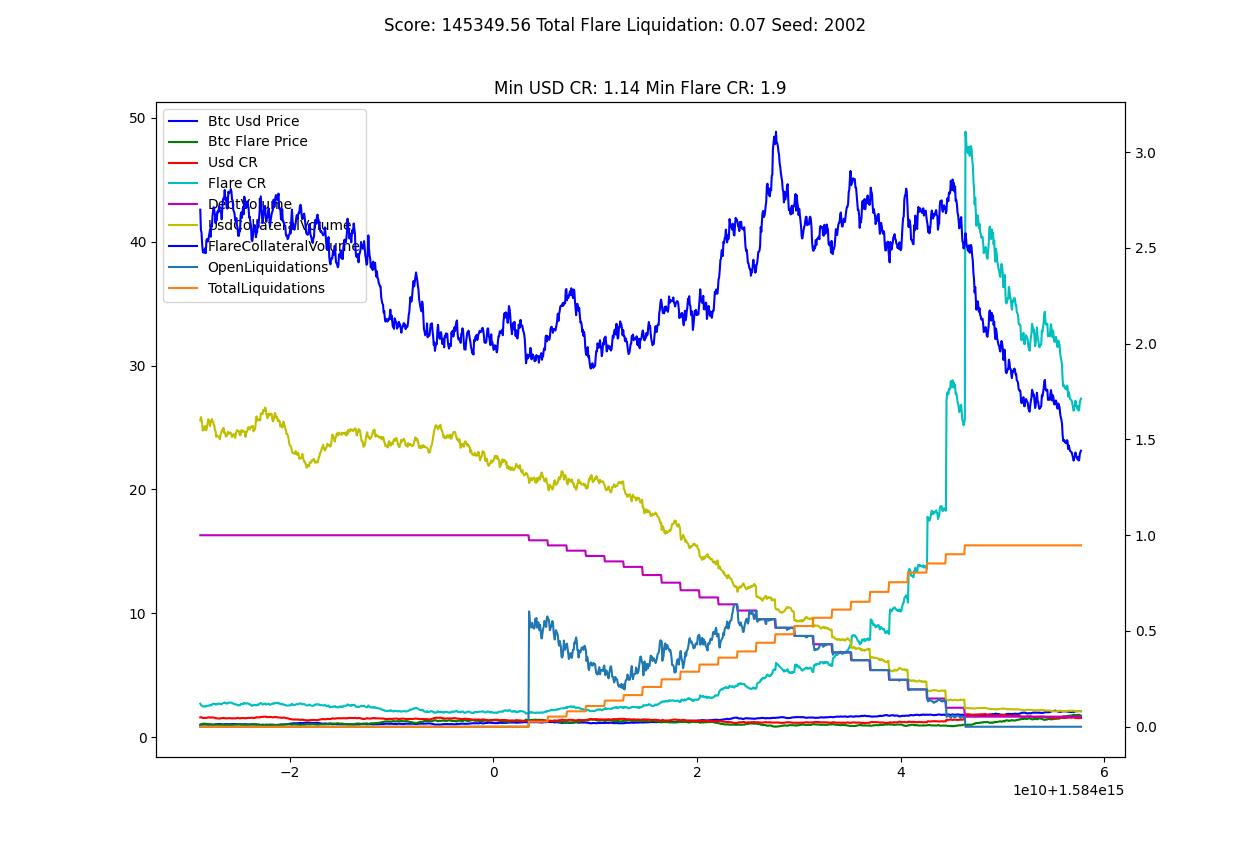 Score: 145349.56 Total Flare Liquidation: 0.07 Seed: 2002
Min USD CR: 1.14 Min Flare CR: 1.9
Btc Usd Price
Btc Flare Price
Usd CR
Flare CR
DebtVolume
UsdCollateralVolume
FlareCollateralVolume
OpenLiquidations
TotalLiquidations
50
40
30
20
10
0
3.0
2.5
2.0
1.5
1.0
0.5
0.0
−2
0
2
4
6
1e10+1.584e15